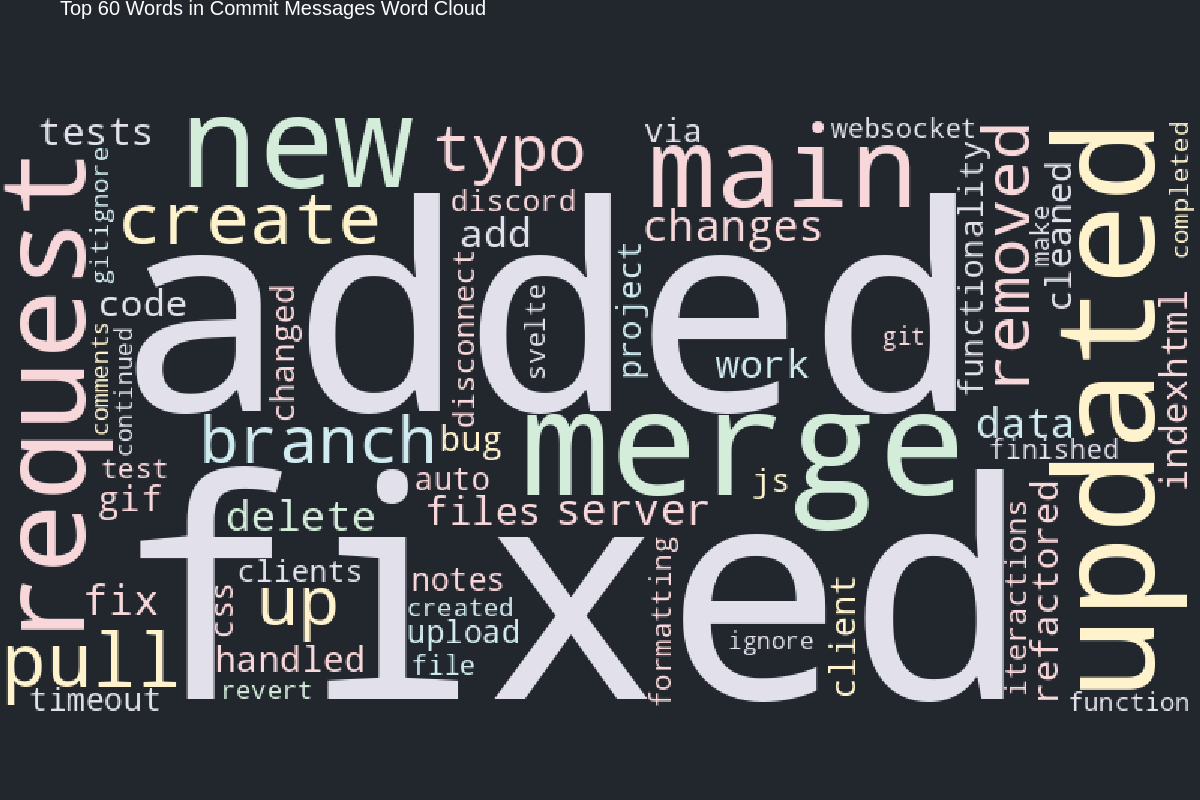 Top 60 Words in Commit Messages Word Cloud
tests
new
typo
via
websocket
main
completed
request
gitignore
create
discord
add
changes
functionality
removed
make
cleaned
updated
code
added
changed
disconnect
svelte
project
work
git
indexhtml
comments
continued
branch
bug
merge
data
finished
test
gif
auto
js
files
server
delete
fixed
fix
clients
css
up
notes
created
upload
file
formatting
ignore
client
iteractions
refactored
pull
handled
revert
timeout
function